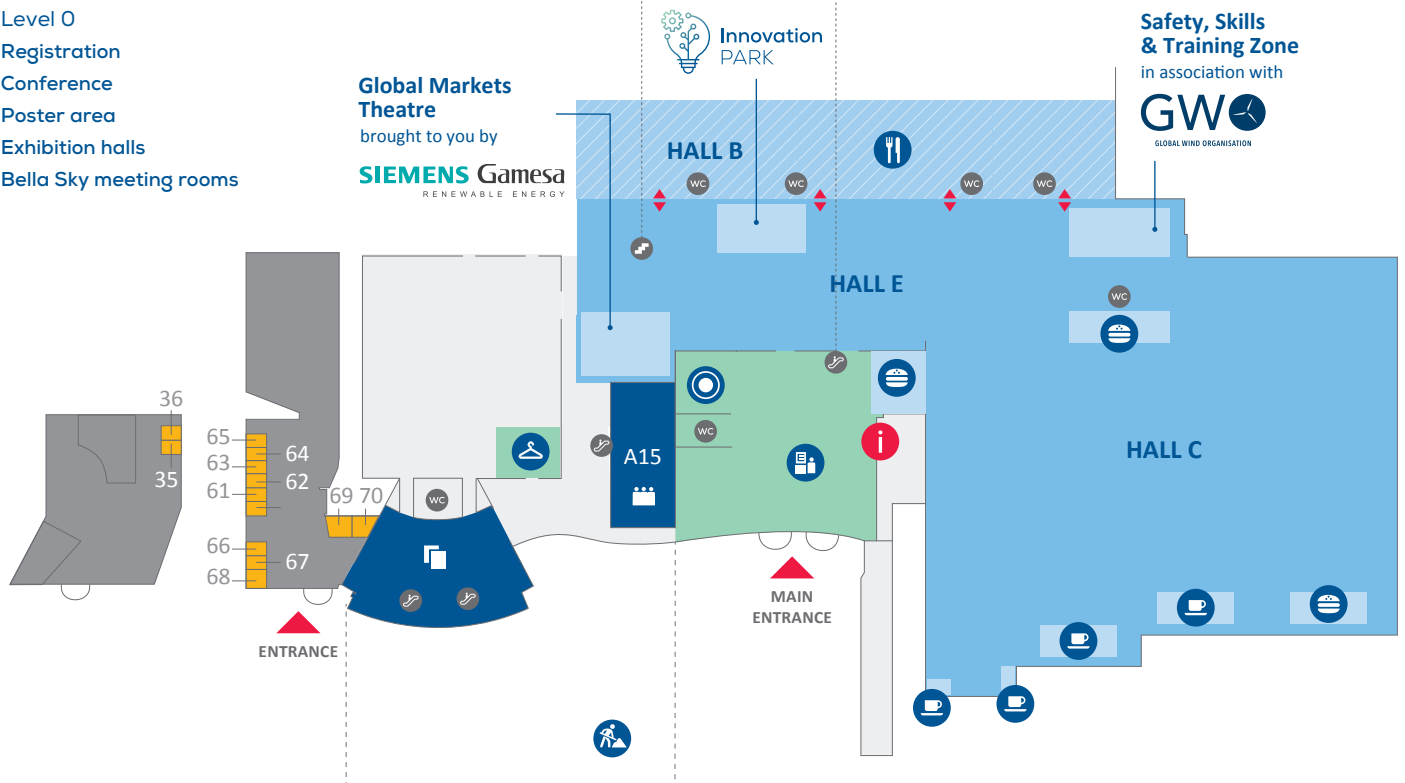 Level 0
Registration
Conference
Poster area
Exhibition halls
Bella Sky meeting rooms
Global Markets
Theatre
brought to you by
SIEMENS Gamesa
RENEWABLE ENERGY
Innovation
PARK
Safety, Skills
& Training Zone
in association with
GWO
GLOBAL WIND ORGANISATION
HALL B
WC
WC
WC
WC
HALL E
WC
36
35
65
64
63
62
61
69
70
66
67
68
WC
A15
WC
E
i
HALL C
ENTRANCE
MAIN
ENTRANCE